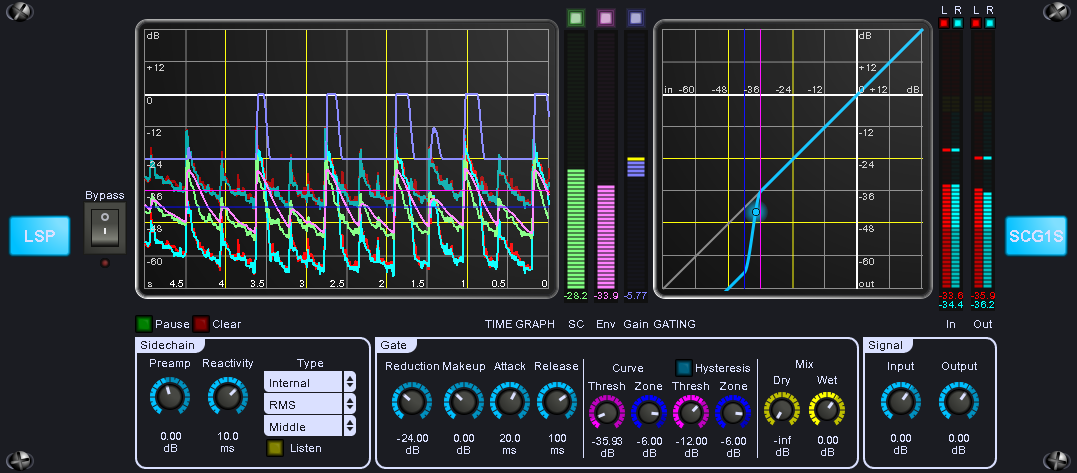 L R L R
dB
+12
0
-12
-24
-36
-48
-60
s 4.5 4 3.5 3 2.5 2 1.5 1 0.5 0
dB
+12
in -60 -48 -36 -24 -12 0 +12 dB
-12
-24
-36
-48
-60
out
Bypass
LSP
SCG1S
-28.2 -33.9 -5.77
-33.6 -35.9
-34.4 -36.2
Pause Clear TIME GRAPH SC Env Gain GATING In Out
Sidechain
Preamp Reactivity Type
Internal
RMS
Middle
Listen
0.00 10.0
dB ms
Gate
Reduction Makeup Attack Release
-24.00 0.00 20.0 100
dB dB ms ms
Curve Hysteresis
Thresh Zone Thresh Zone
-35.93 -6.00 -12.00 -6.00
dB dB dB dB
Mix
Dry Wet
-inf 0.00
dB dB
Signal
Input Output
0.00 0.00
dB dB